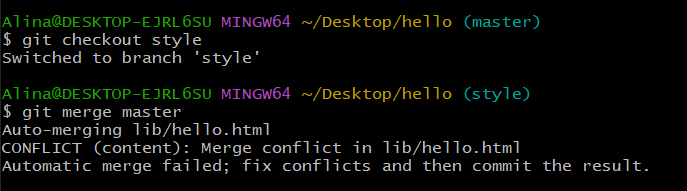 Alina@DESKTOP-EJRL6SU MINGW64 ~/Desktop/hello (master)
$ git checkout style
Switched to branch 'style'
Alina@DESKTOP-EJRL6SU MINGW64 ~/Desktop/hello (style)
$ git merge master
Auto-merging lib/hello.html
CONFLICT (content): Merge conflict in lib/hello.html
Automatic merge failed; fix conflicts and then commit the result.